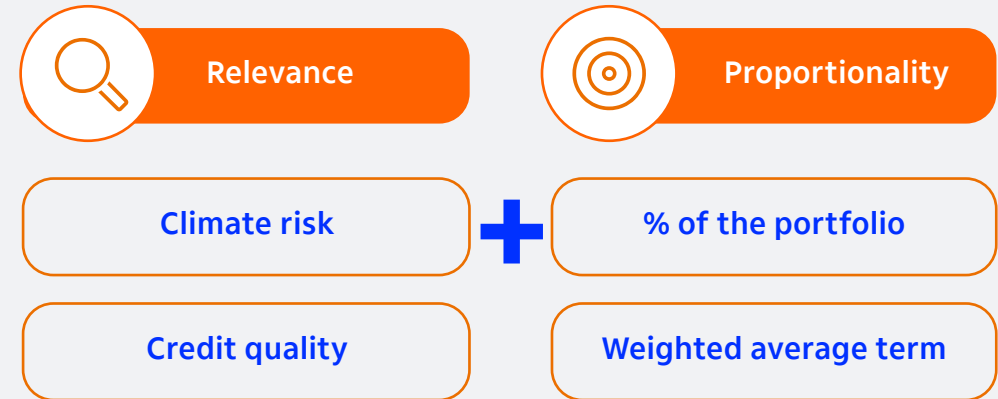 Relevance
Proportionality
Climate risk
% of the portfolio
Credit quality
Weighted average term